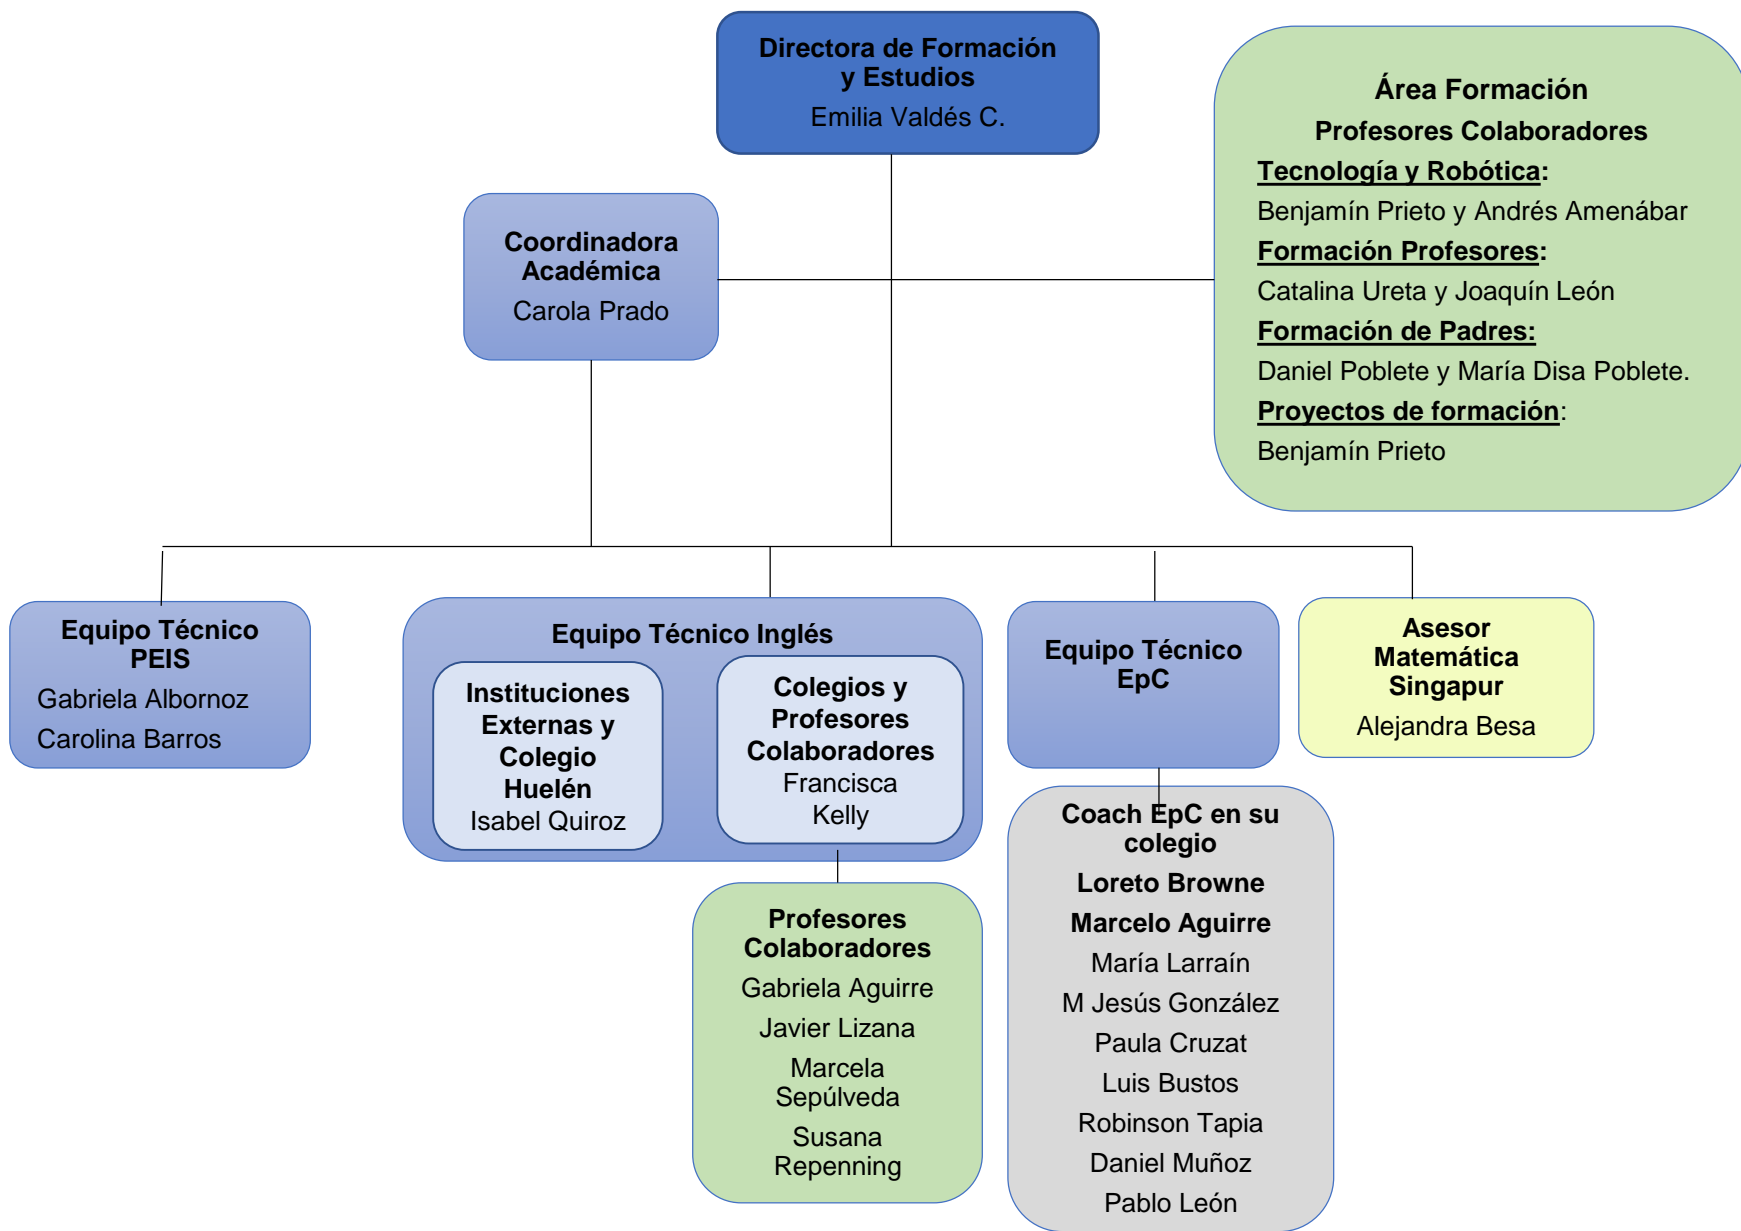 Directora de Formación
y Estudios
Emilia Valdés C.
Área Formación
Profesores Colaboradores
Tecnología y Robótica:
Benjamín Prieto y Andrés Amenábar
Formación Profesores:
Catalina Ureta y Joaquín León
Formación de Padres:
Daniel Poblete y María Disa Poblete.
Proyectos de formación:
Benjamín Prieto
Coordinadora
Académica
Carola Prado
Equipo Técnico
PEIS
Gabriela Albornoz
Carolina Barros
Equipo Técnico Inglés
Instituciones
Externas y
Colegio
Huelén
Isabel Quiroz
Colegios y
Profesores
Colaboradores
Francisca
Kelly
Profesores
Colaboradores
Gabriela Aguirre
Javier Lizana
Marcela
Sepúlveda
Susana
Repenning
Equipo Técnico
EpC
Coach EpC en su
colegio
Loreto Browne
Marcelo Aguirre
María Larraín
M Jesús González
Paula Cruzat
Luis Bustos
Robinson Tapia
Daniel Muñoz
Pablo León
Asesor
Matemática
Singapur
Alejandra Besa